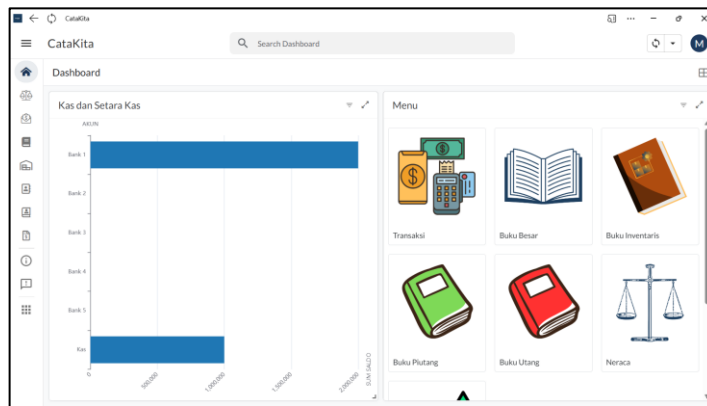 CataKita
CataKita
Search Dashboard
M
Dashboard
Kas dan Setara Kas
Menu
AKUN
Bank 1
Bank 2
Bank 3
Bank 4
Bank 5
Kas
0
500,000
1,000,000
1,500,000
2,000,000
SUM SALDO
Transaksi
Buku Besar
Buku Inventaris
Buku Piutang
Buku Utang
Neraca